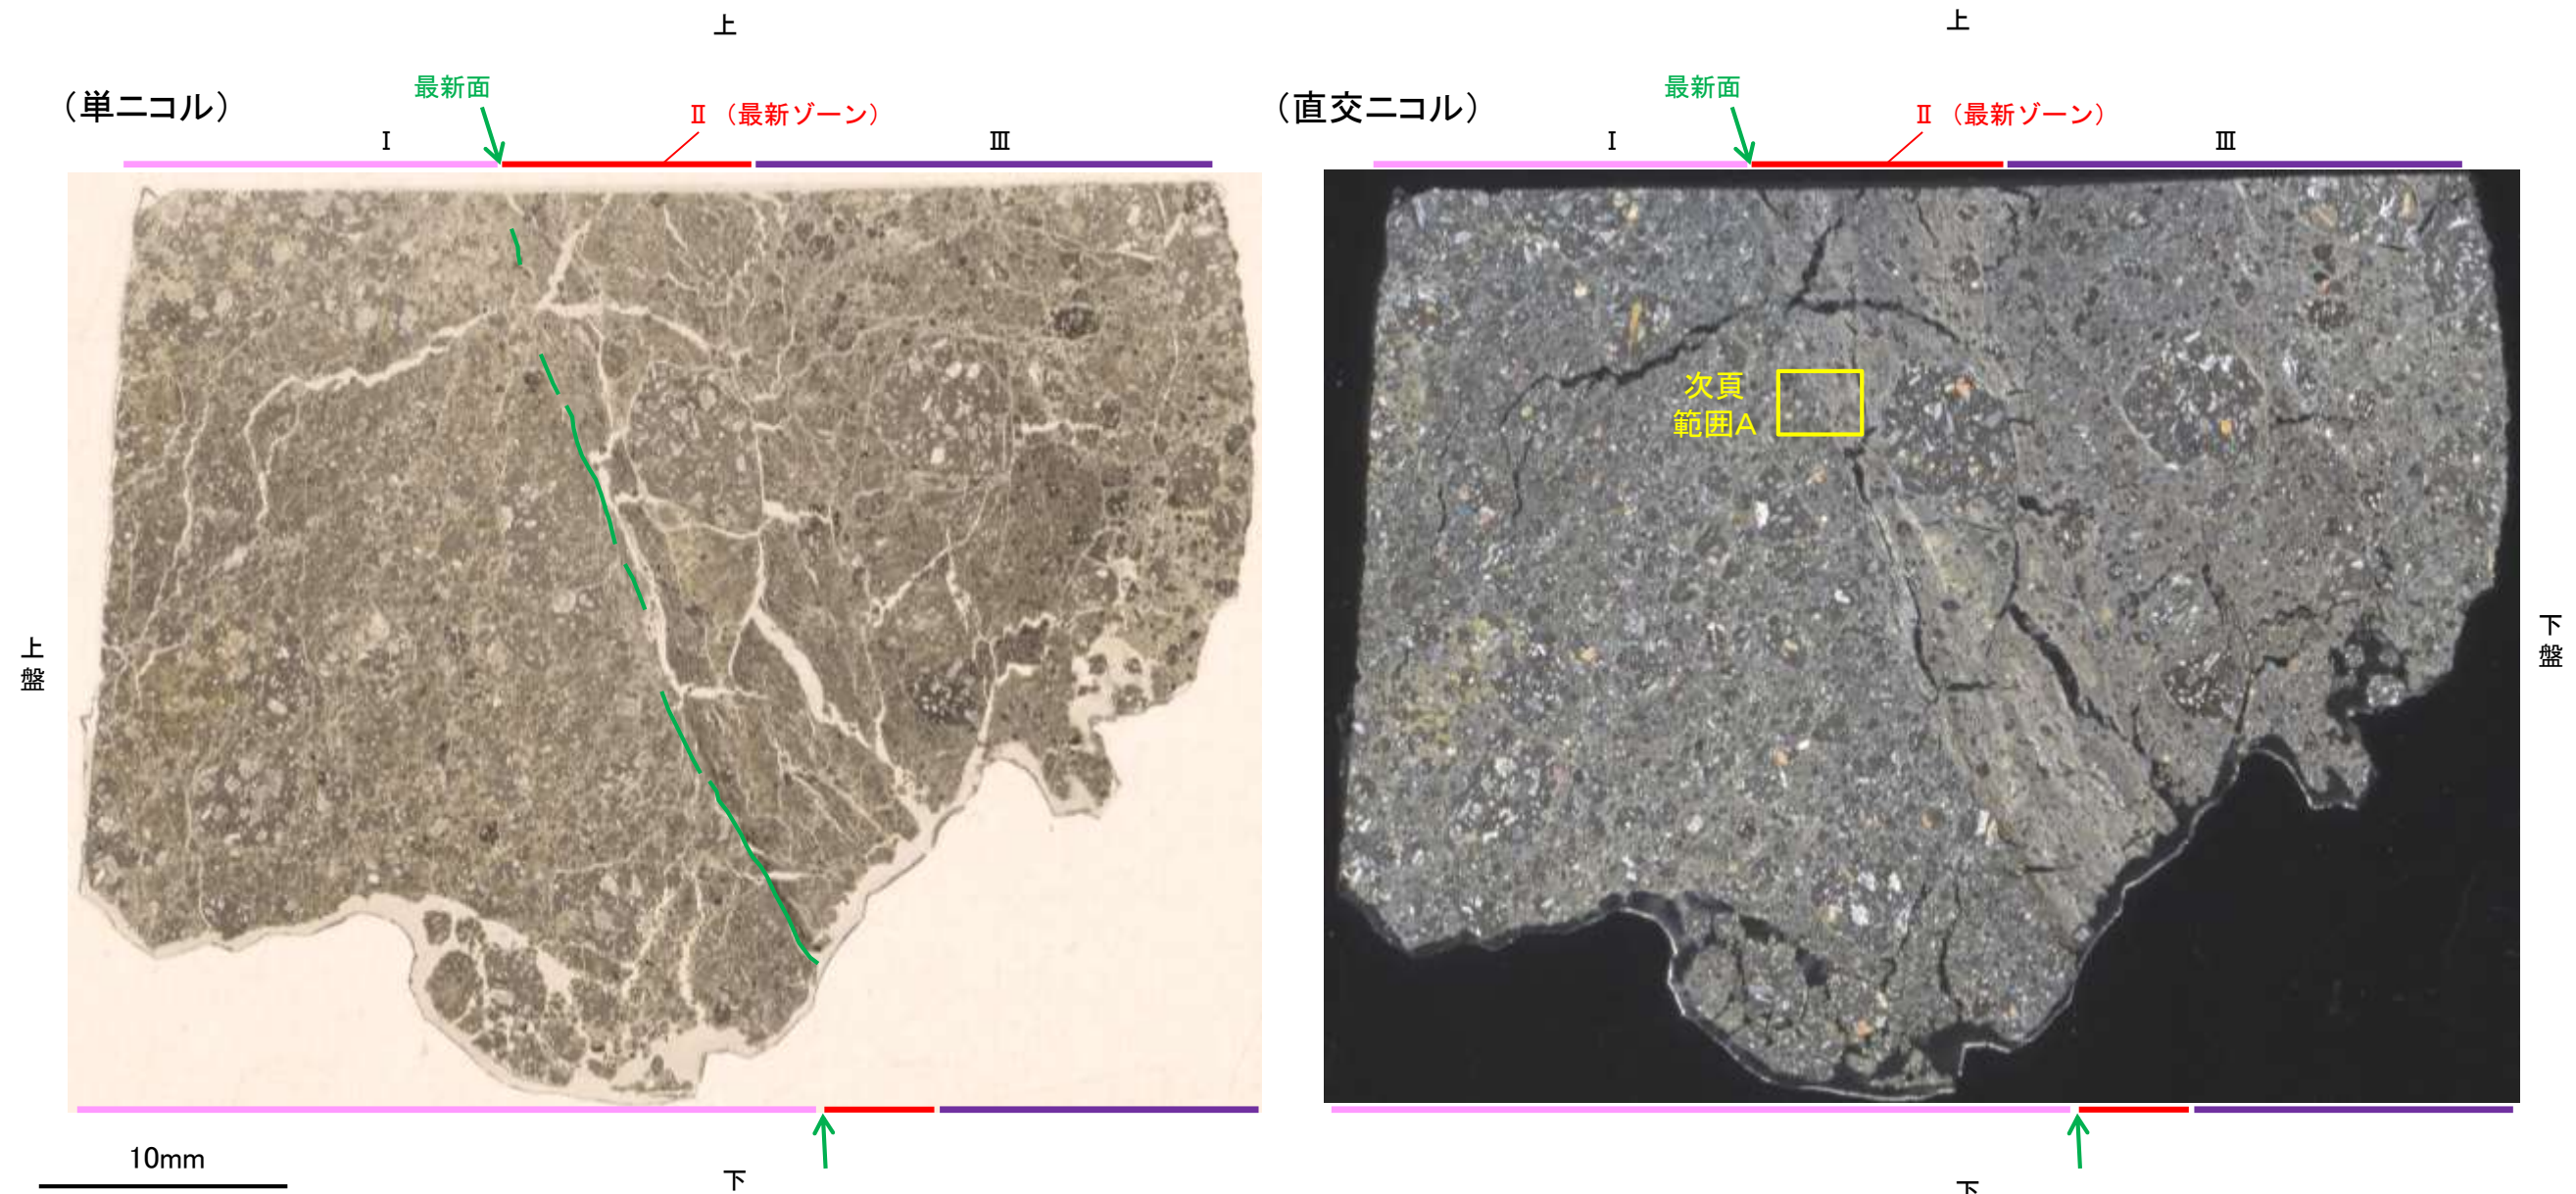 上
(単ニコル)
最新面
Ⅱ (最新ゾーン)
Ⅰ
Ⅲ
上盤
10mm
下
上
(直交ニコル)
最新面
Ⅱ (最新ゾーン)
Ⅰ
Ⅲ
次頁
範囲A
下盤
下